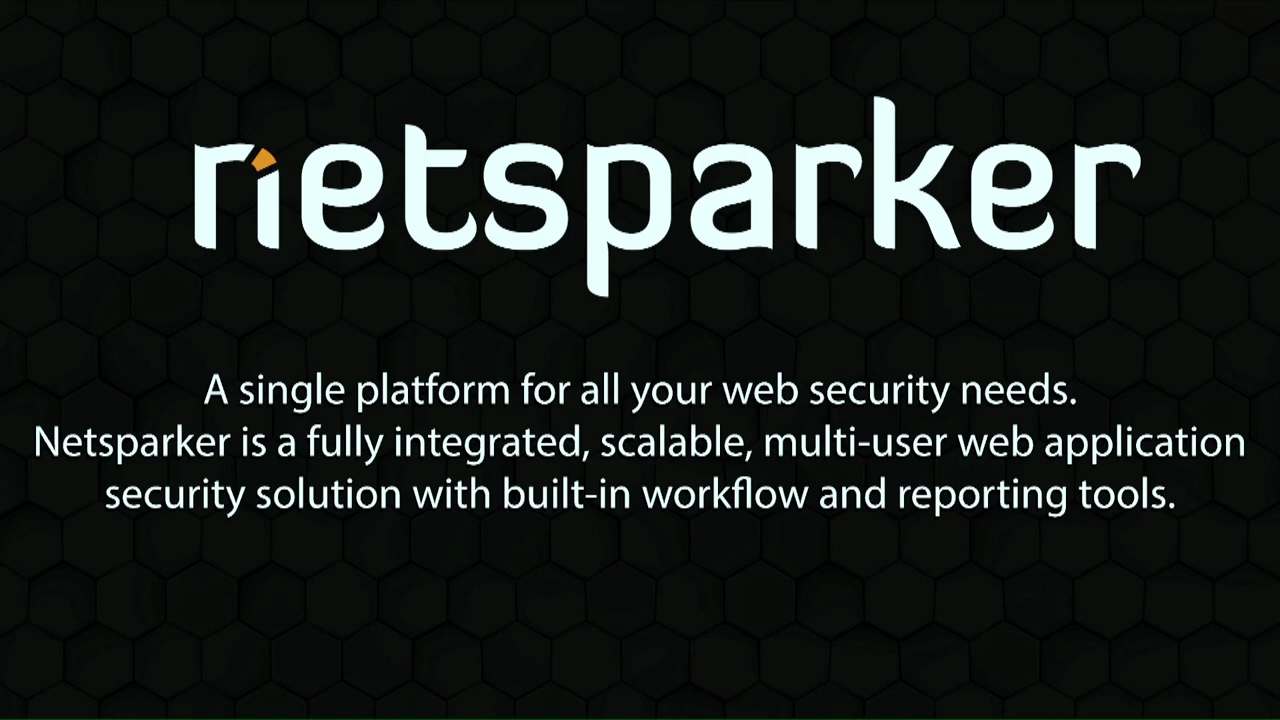 netsparker
A single platform for all your web security needs.
Netsparker is a fully integrated, scalable, multi-user web application
security solution with built-in workflow and reporting tools.